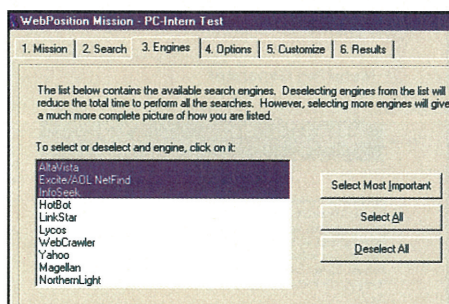 WebPosition Mission - PC-Intern Test
1. Mission 2. Search 3. Engines 4. Options 5. Customize 6. Results
The list below contains the available search engines. Deselecting engines from the list will
reduce the total time to perform all the searches. However, selecting more engines will give
a much more complete picture of how you are listed.
To select or deselect and engine, click on it:
AltaVista
Excite/AOL NetFind
InfoSeek
HotBot
LinkStar
Lycos
WebCrawler
Yahoo
Magellan
NorthernLight
Select Most Important
Select All
Deselect All